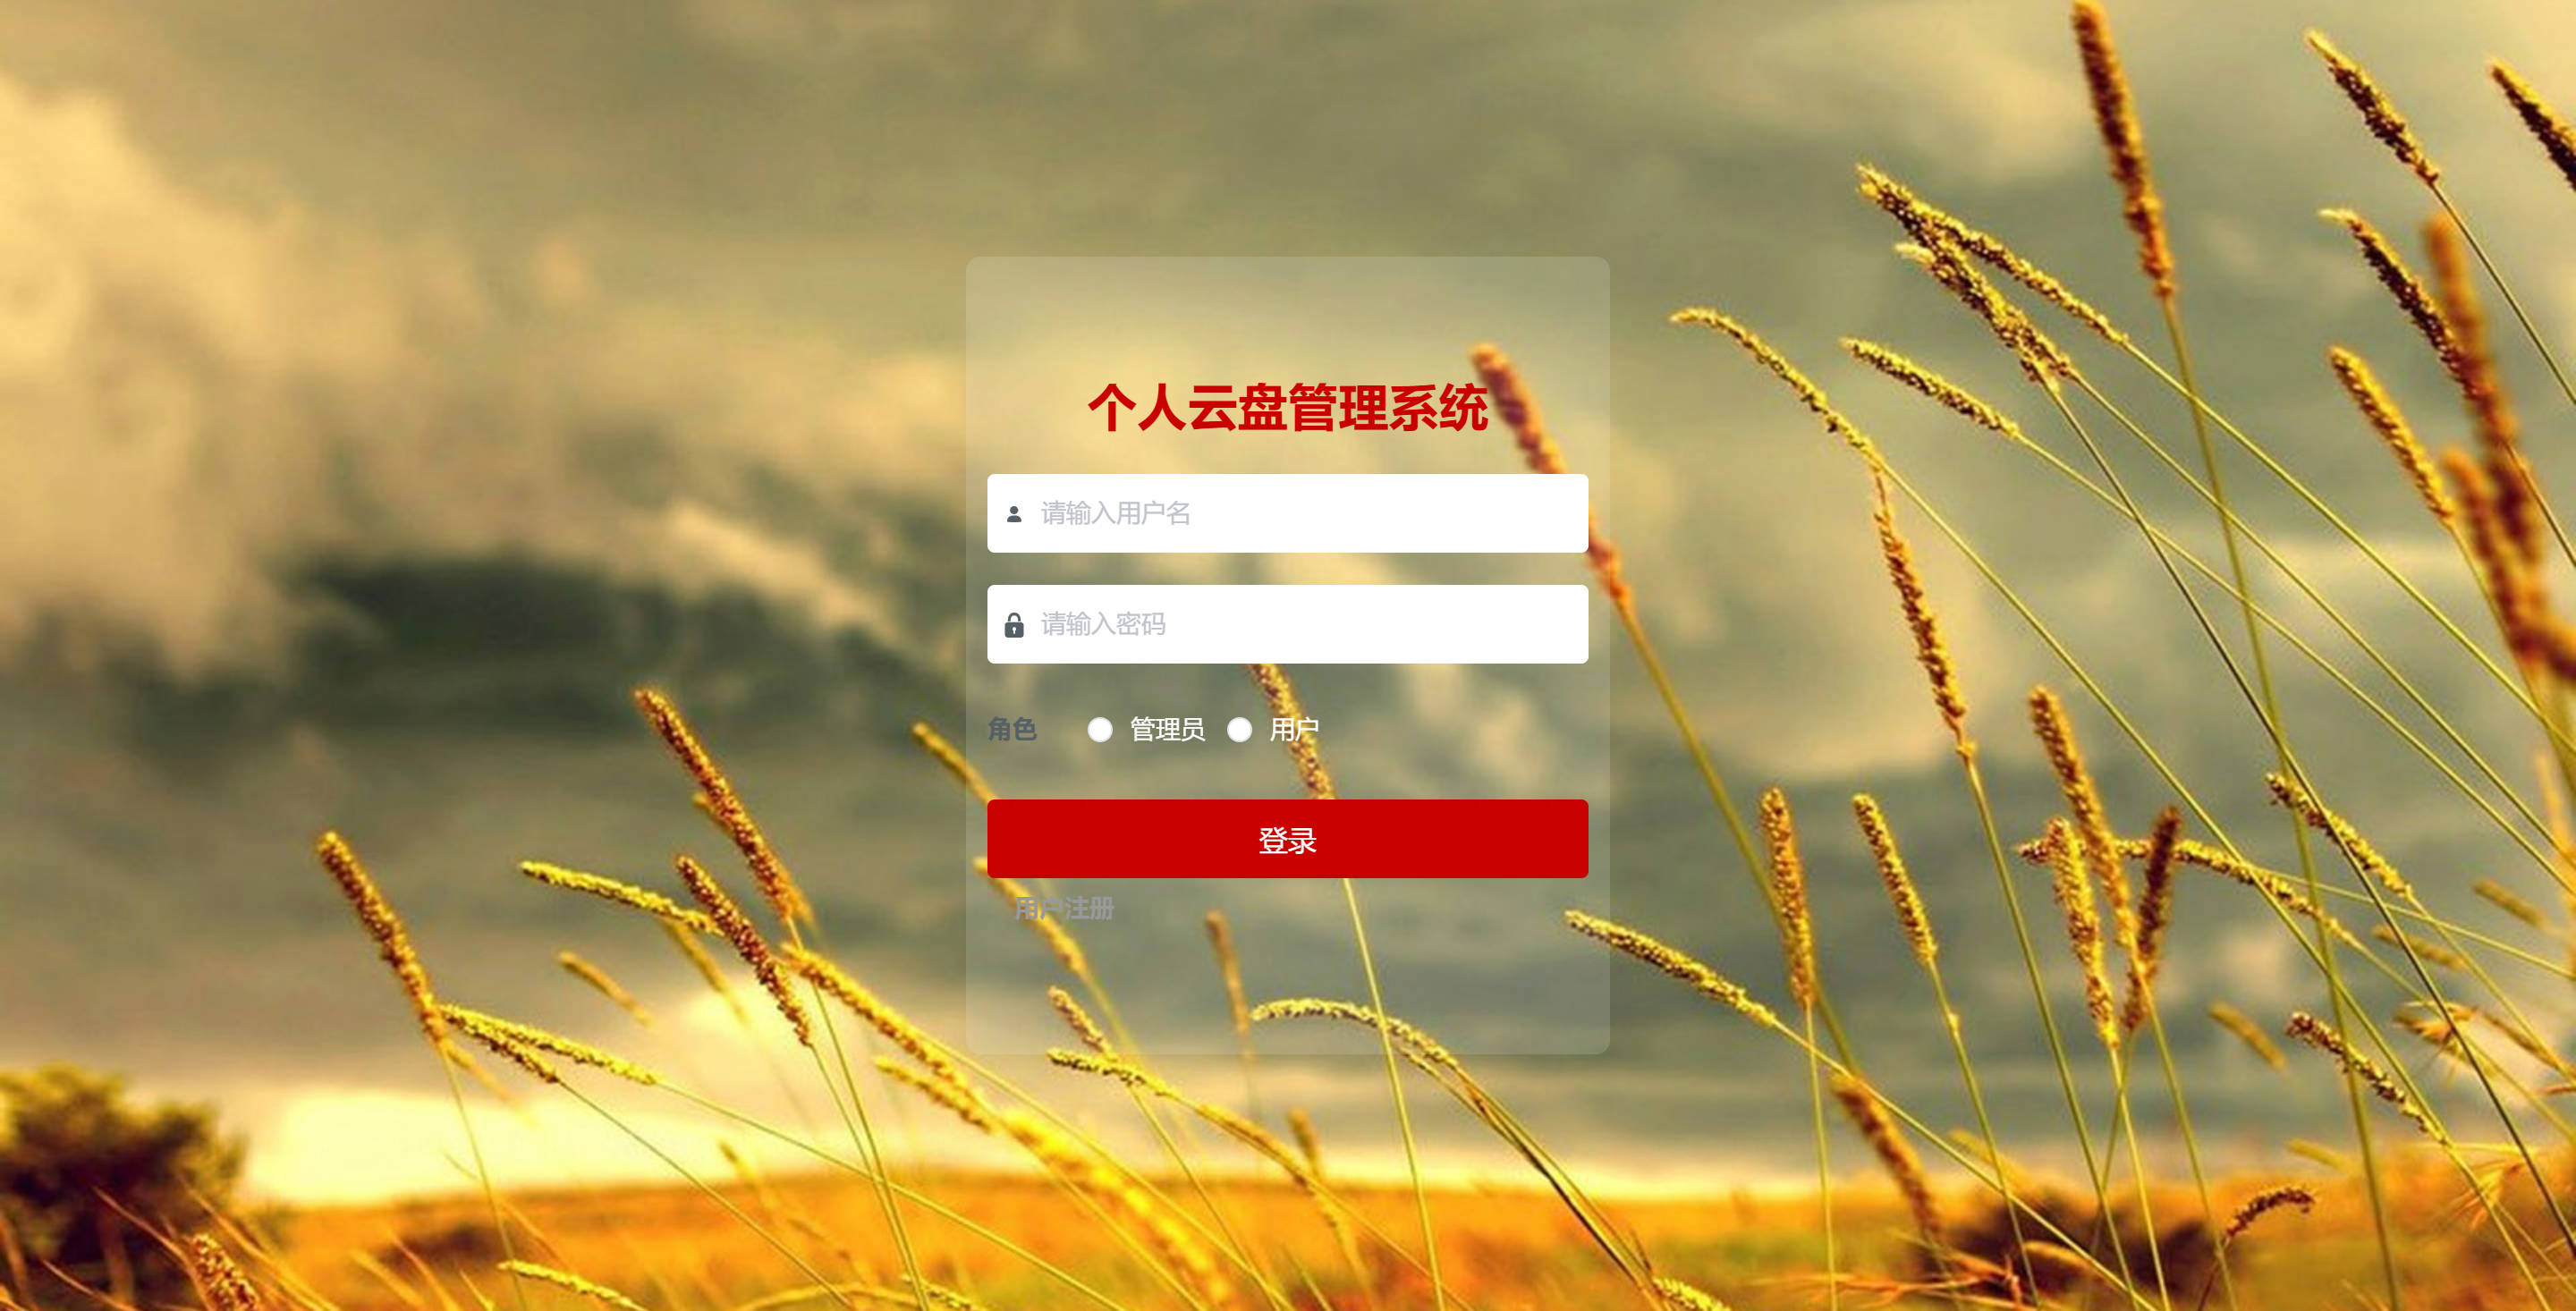 个人云盘管理系统
请输入用户名
请输入密码
角色 管理员 用户
登录
用户注册